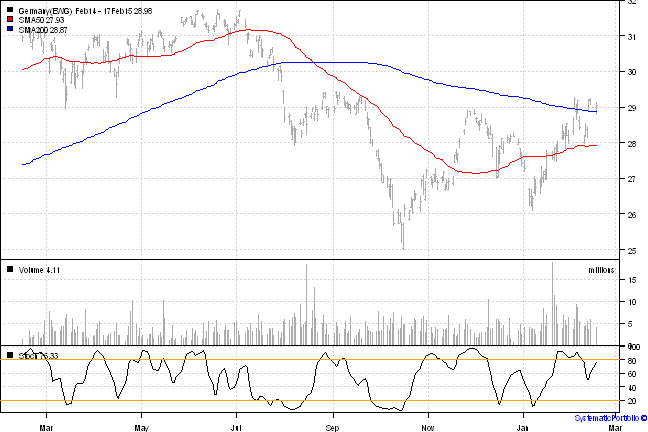 Germany(EWG) Feb14 - 17Feb15 28.98
SMA50 27.93
SMA200 28.87
32
31
30
29
28
27
26
25
Volume 4.11
millions
15
10
5
0
100
80
60
40
20
Mar
May
Jul
Sep
Nov
Jan
Mar
SystematicPortfolio ©